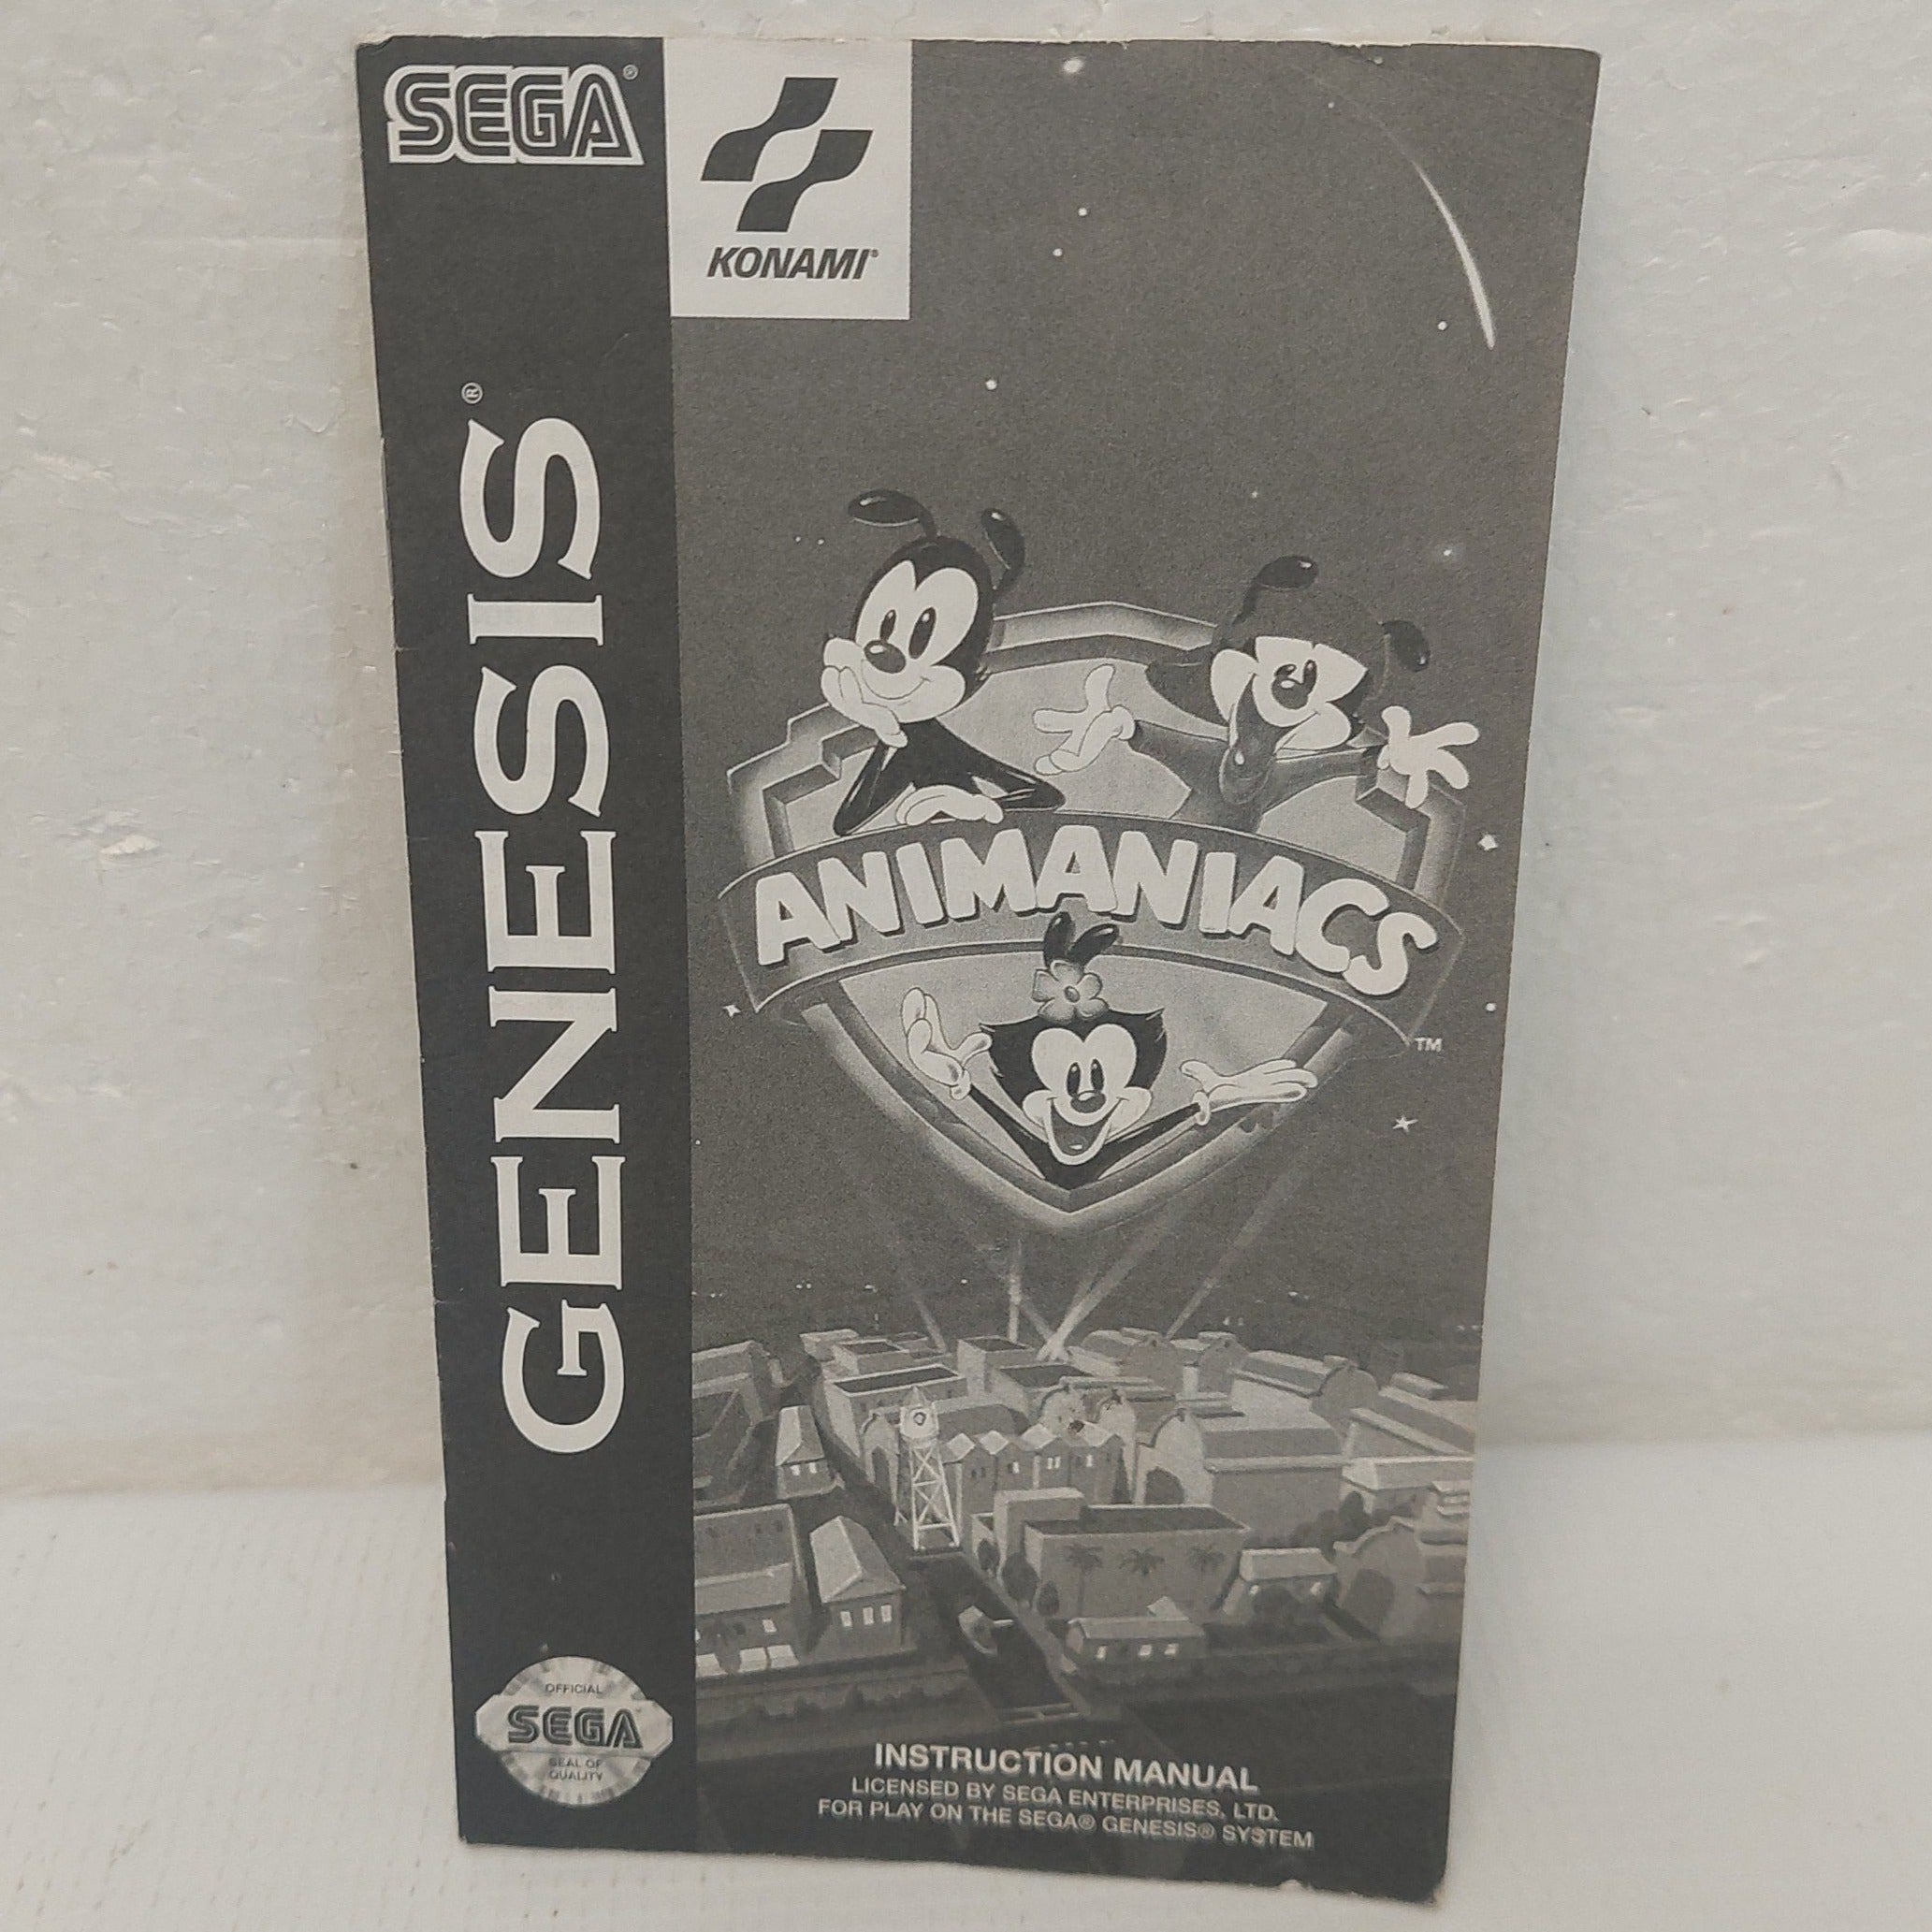 SEGA®
KONAMI®
GENESIS®
ANIMANIACS
TM
OFFICIAL
SEGA
SEAL OF
QUALITY
INSTRUCTION MANUAL
LICENSED BY SEGA ENTERPRISES, LTD.
FOR PLAY ON THE SEGA® GENESIS® SYSTEM